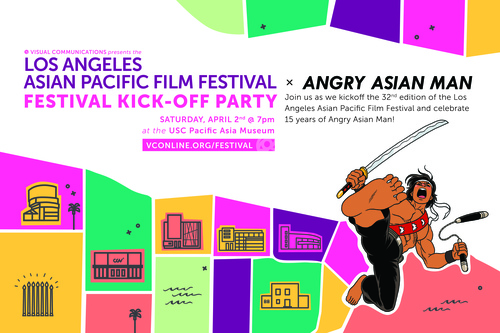 VISUAL COMMUNICATIONS presents the
LOS ANGELES
ASIAN PACIFIC FILM FESTIVAL × ANGRY ASIAN MAN
FESTIVAL KICK-OFF PARTY
SATURDAY, APRIL 2nd @ 7pm
at the USC Pacific Asia Museum
VCONLINE.ORG/FESTIVAL
Join us as we kickoff the 32nd edition of the Los
Angeles Asian Pacific Film Festival and celebrate
15 years of Angry Asian Man!
CGV